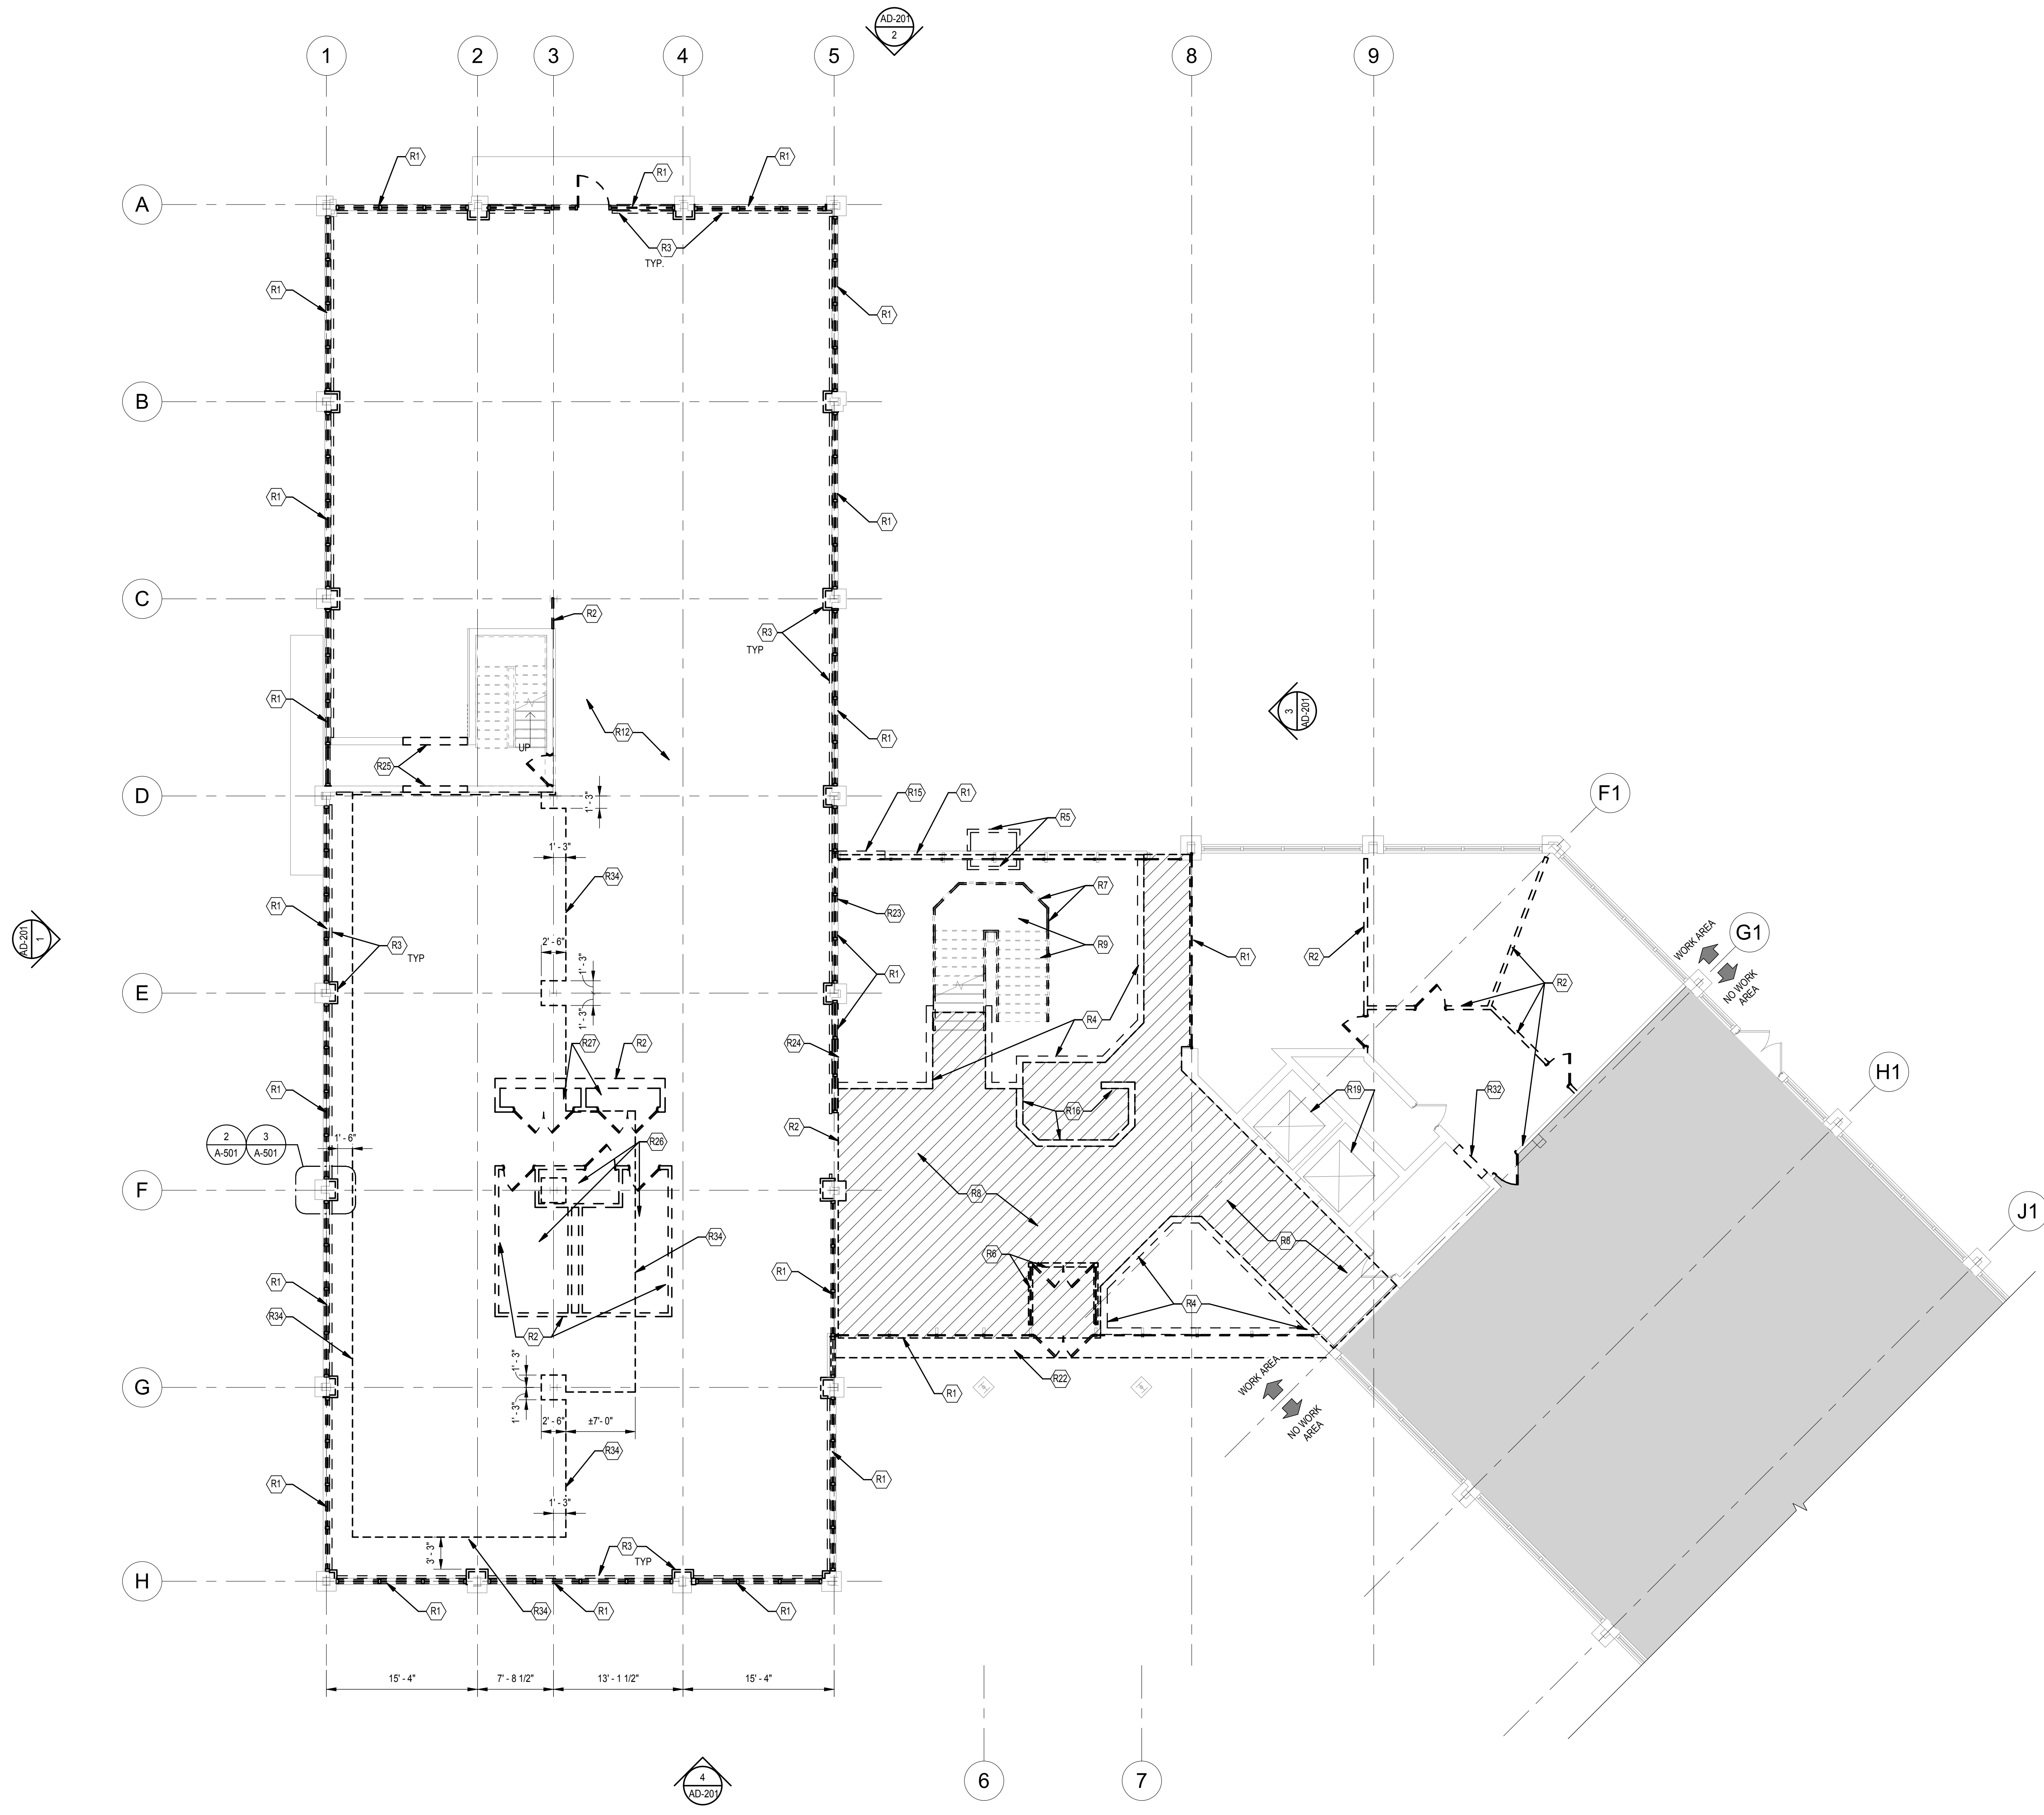 AD-201
2
1
2
3
4
5
8
9
R1
R1
R1
A
R3
TYP.
R1
R1
B
R1
R1
C
R2
R3
TYP
R1
R12
R1
UP
R25
3
AD-201
D
1' - 3"
F1
R15
R1
R5
1' - 3"
R34
R7
R1
R23
2' - 6"
R3
TYP
R9
AD-201
1
1' - 3"
R1
R1
R2
WORK AREA
G1
NO WORK
AREA
R2
E
1' - 3"
R4
R27
R2
R24
H1
R1
R19
R32
R16
2
A-501
3
A-501
1' - 6"
R2
R26
F
R8
J1
R34
R8
R6
R1
R1
R34
R4
R2
1' - 3"
R22
WORK AREA
G
R1
1' - 3"
NO WORK
AREA
2' - 6"
±7' - 0"
R34
R1
R1
1' - 3"
3' - 3"
R3
TYP
H
R1
R34
R1
R1
15' - 4"
7' - 8 1/2"
13' - 1 1/2"
15' - 4"
6
7
4
AD-201